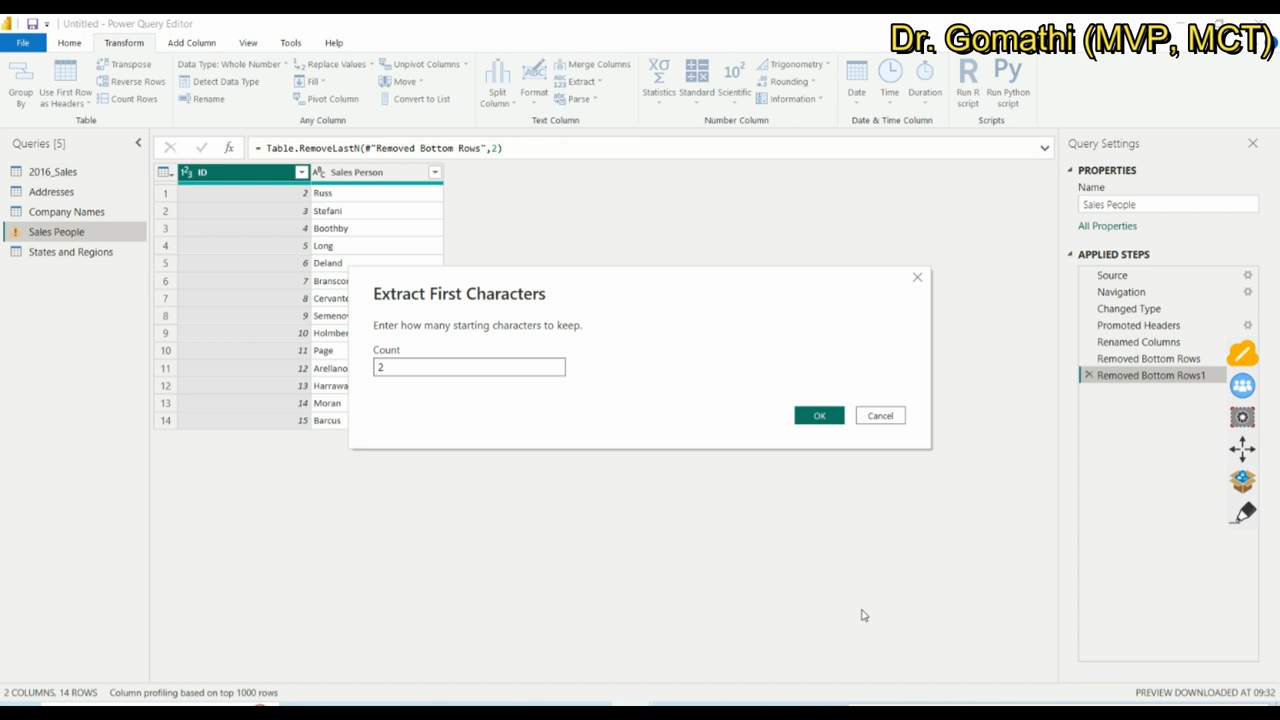 Untitled - Power Query Editor
Dr. Gomathi (MVP, MCT)
File Home Transform Add Column View Tools Help
Group By
Use First Row as Headers
Transpose
Reverse Rows
Count Rows
Table
Data Type: Whole Number
Detect Data Type
Rename
Replace Values
Fill
Pivot Column
Unpivot Columns
Move
Convert to List
Any Column
Split Column
Format
Merge Columns
Extract
Parse
Text Column
Statistics
Standard
Scientific
Trigonometry
Rounding
Information
Number Column
Date
Time
Duration
Date & Time Column
Run R script
Run Python script
Scripts
Queries [5]
2016_Sales
Addresses
Company Names
Sales People
States and Regions
fx = Table.RemoveLastN(#"Removed Bottom Rows",2)
ID Sales Person
1 2 Russ
2 3 Stefani
3 4 Boothby
4 5 Long
5 6 Deland
6 7
7 8
8 9
9 10
10 11 Page
11 12
12 13
13 14 Moran
14 15 Barcus
Extract First Characters
Enter how many starting characters to keep.
Count
2
OK Cancel
Query Settings
PROPERTIES
Name
Sales People
All Properties
APPLIED STEPS
Source
Navigation
Changed Type
Promoted Headers
Renamed Columns
Removed Bottom Rows
Removed Bottom Rows1
2 COLUMNS, 14 ROWS Column profiling based on top 1000 rows
PREVIEW DOWNLOADED AT 09:32